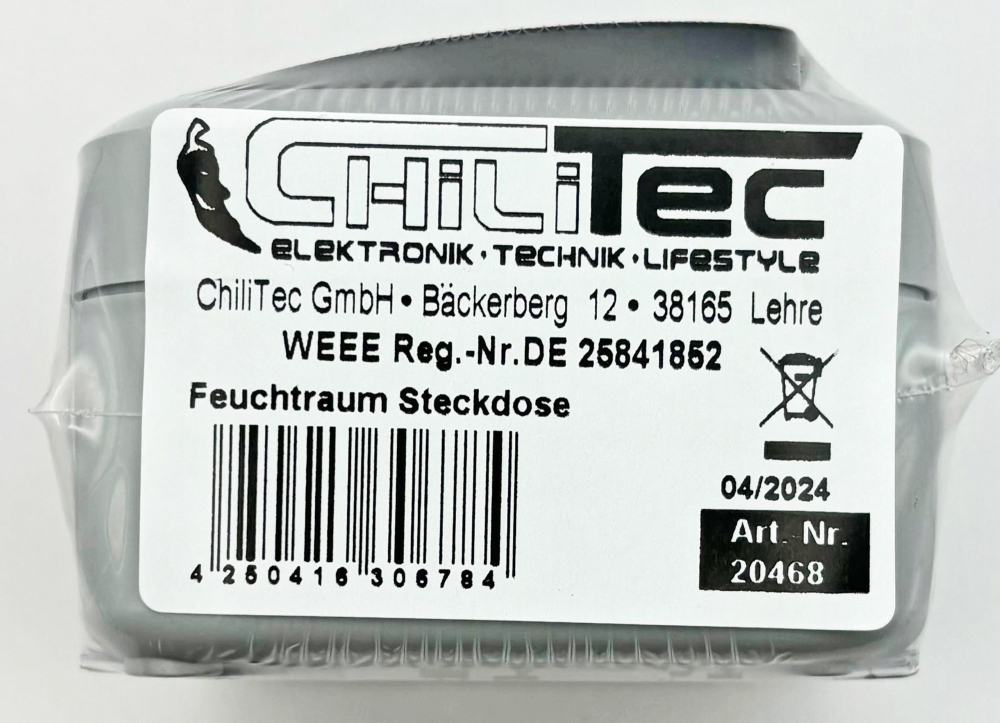 CHiLiTec
ELEKTRONIK·TECHNIK·LIFESTYLE
ChiliTec GmbH • Bäckerberg 12 • 38165 Lehre
WEEE Reg.-Nr.DE 25841852
Feuchtraum Steckdose
4 250416 306784
04/2024
Art. Nr.
20468